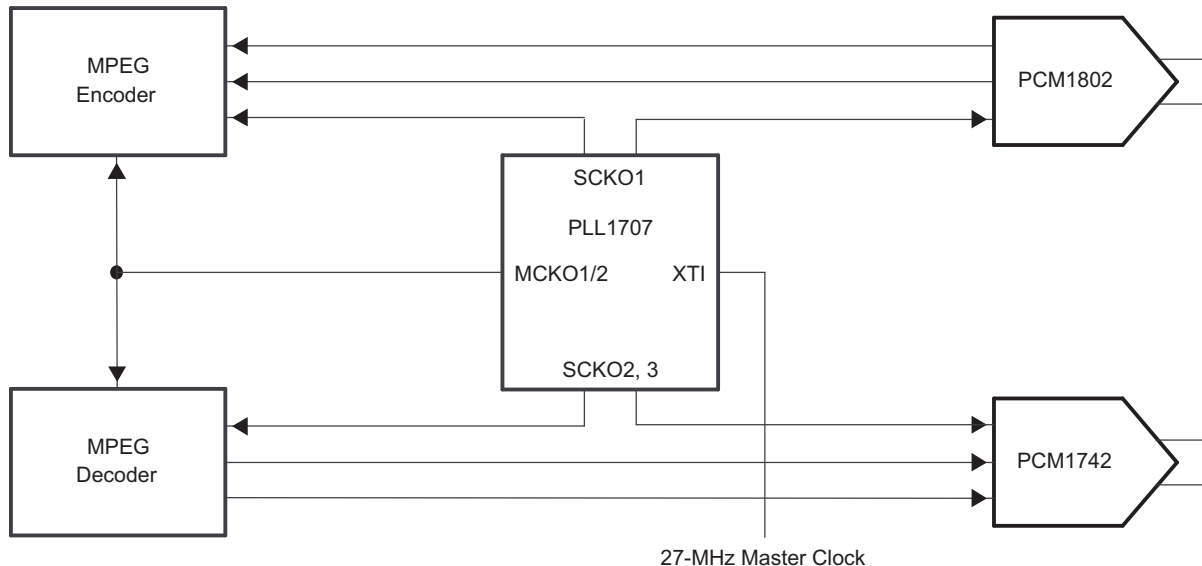 MPEG
Encoder
PCM1802
SCKO1
PLL1707
MCKO1/2
XTI
SCKO2, 3
MPEG
Decoder
PCM1742
27-MHz Master Clock